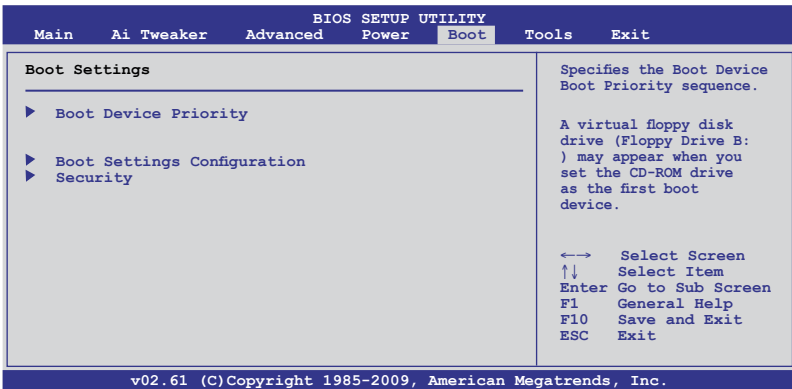 BIOS SETUP UTILITY
Main Ai Tweaker Advanced Power Boot Tools Exit
Boot Settings
Boot Device Priority
Boot Settings Configuration
Security
Specifies the Boot Device
Boot Priority sequence.
A virtual floppy disk
drive (Floppy Drive B:
) may appear when you
set the CD-ROM drive
as the first boot
device.
←→ Select Screen
↑↓ Select Item
Enter Go to Sub Screen
F1 General Help
F10 Save and Exit
ESC Exit
v02.61 (C)Copyright 1985-2009, American Megatrends, Inc.